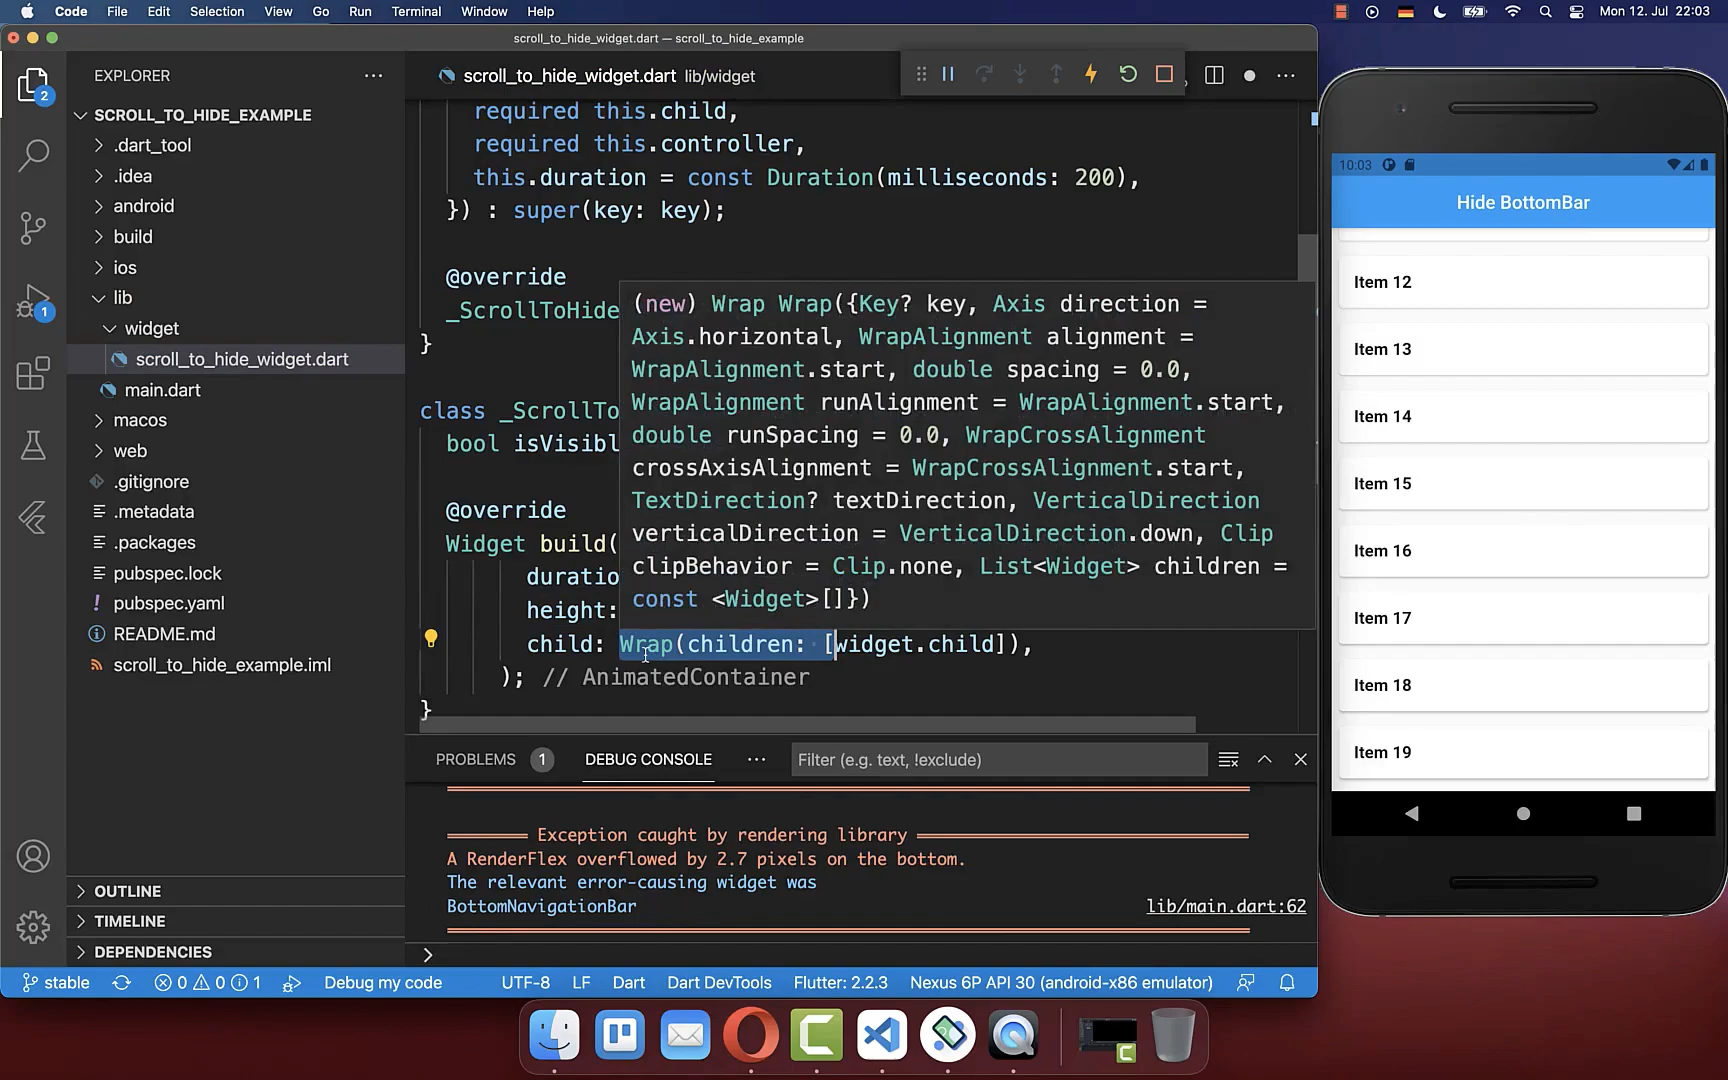 Code File Edit Selection View Go Run Terminal Window Help Mon 12. Jul 22:03
scroll_to_hide_widget.dart — scroll_to_hide_example
EXPLORER
2
SCROLL_TO_HIDE_EXAMPLE
.dart_tool
.idea
android
build
ios
lib
1
widget
scroll_to_hide_widget.dart
main.dart
macos
web
.gitignore
.metadata
.packages
pubspec.lock
pubspec.yaml
README.md
scroll_to_hide_example.iml
OUTLINE
TIMELINE
DEPENDENCIES
scroll_to_hide_widget.dart lib/widget
required this.child,
required this.controller,
this.duration = const Duration(milliseconds: 200),
}) : super(key: key);
@override
_ScrollToHide
}
class _ScrollTo
bool isVisibl
@override
Widget build(
duratio
height:
child: Wrap(children: [widget.child]),
); // AnimatedContainer
}
(new) Wrap Wrap({Key? key, Axis direction =
Axis.horizontal, WrapAlignment alignment =
WrapAlignment.start, double spacing = 0.0,
WrapAlignment runAlignment = WrapAlignment.start,
double runSpacing = 0.0, WrapCrossAlignment
crossAxisAlignment = WrapCrossAlignment.start,
TextDirection? textDirection, VerticalDirection
verticalDirection = VerticalDirection.down, Clip
clipBehavior = Clip.none, List<Widget> children =
const <Widget>[]})
PROBLEMS 1 DEBUG CONSOLE ··· Filter (e.g. text, !exclude)
Exception caught by rendering library
A RenderFlex overflowed by 2.7 pixels on the bottom.
The relevant error-causing widget was
BottomNavigationBar lib/main.dart:62
stable 0 0 1 Debug my code UTF-8 LF Dart Dart DevTools Flutter: 2.2.3 Nexus 6P API 30 (android-x86 emulator)
10:03
Hide BottomBar
Item 12
Item 13
Item 14
Item 15
Item 16
Item 17
Item 18
Item 19